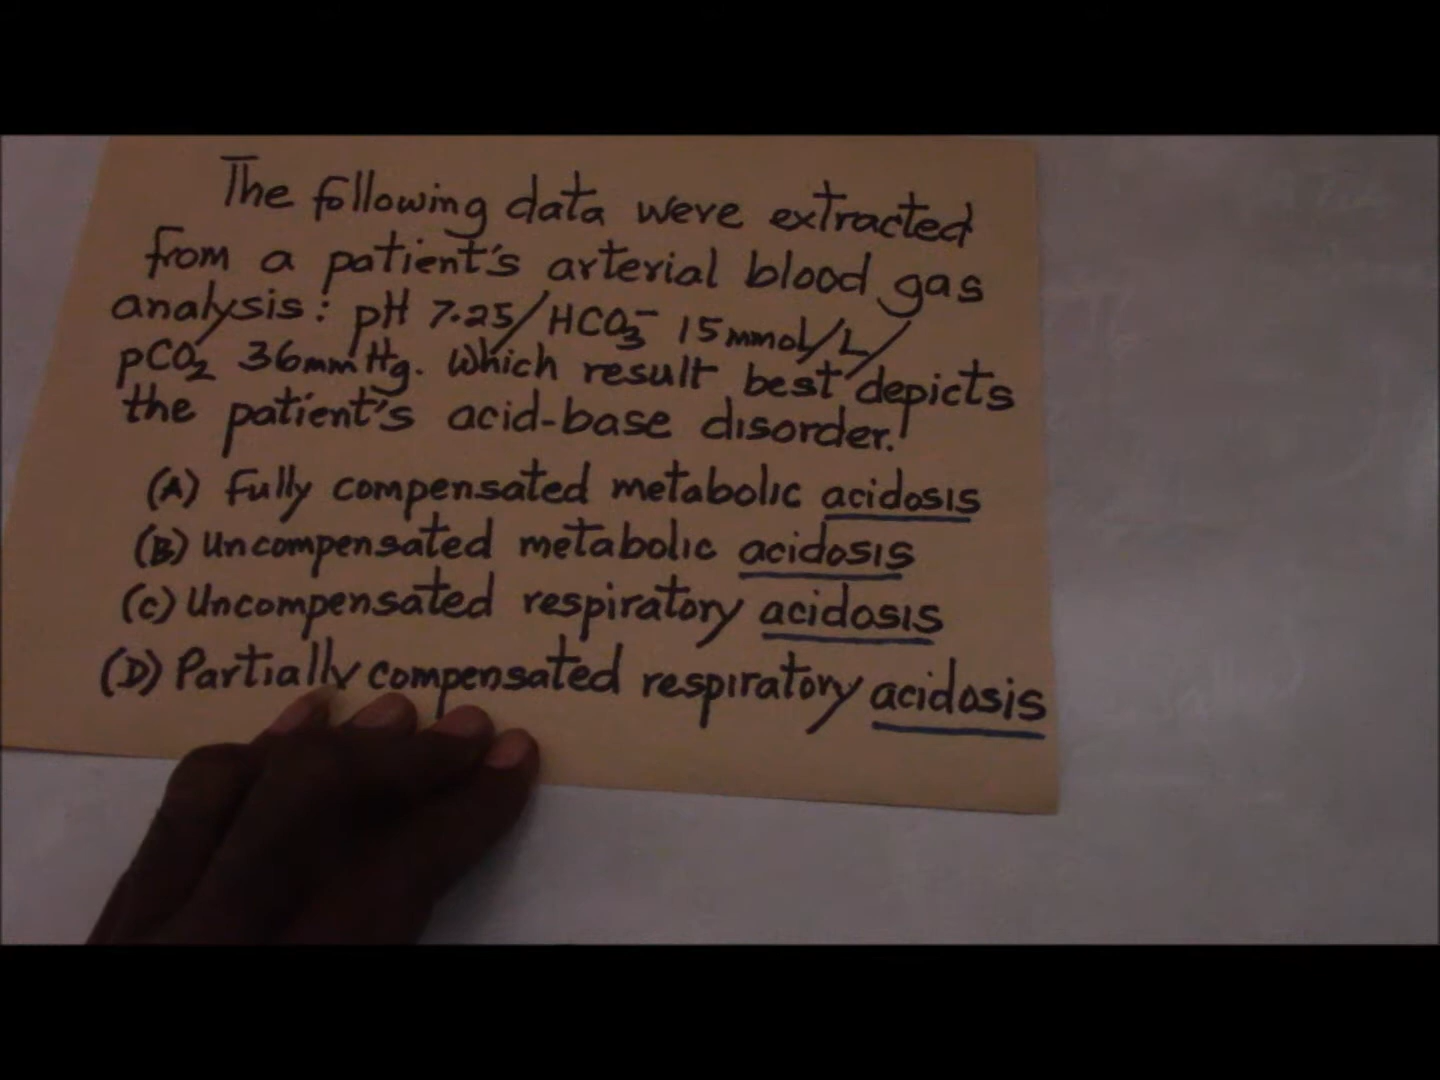 The following data were extracted
from a patient's arterial blood gas
analysis: pH 7.25/HCO3- 15mmol/L/
pCO2 36mmHg. Which result best depicts
the patient's acid-base disorder.
(A) Fully compensated metabolic acidosis
(B) Uncompensated metabolic acidosis
(C) Uncompensated respiratory acidosis
(D) Partially compensated respiratory acidosis